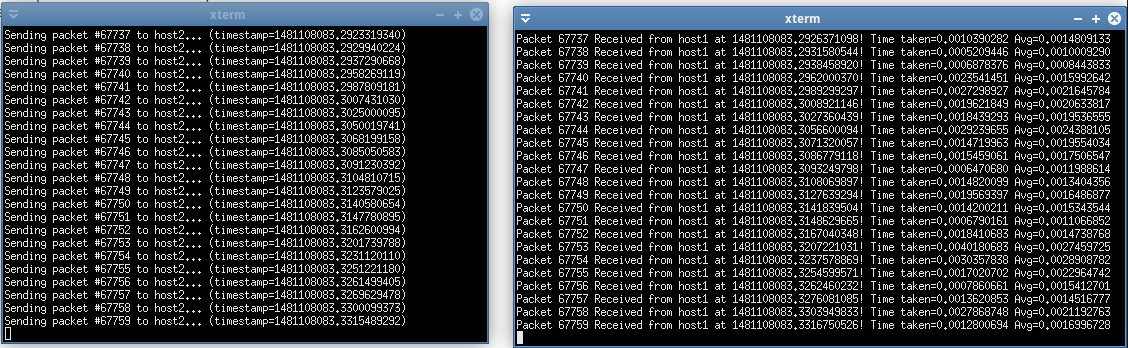 xterm
Sending packet #67737 to host2... (timestamp=1481108083.2923319340)
Sending packet #67738 to host2... (timestamp=1481108083.2929940224)
Sending packet #67739 to host2... (timestamp=1481108083.2937290668)
Sending packet #67740 to host2... (timestamp=1481108083.2958269119)
Sending packet #67741 to host2... (timestamp=1481108083.2987809181)
Sending packet #67742 to host2... (timestamp=1481108083.3007431030)
Sending packet #67743 to host2... (timestamp=1481108083.3025000095)
Sending packet #67744 to host2... (timestamp=1481108083.3050019741)
Sending packet #67745 to host2... (timestamp=1481108083.3068199158)
Sending packet #67746 to host2... (timestamp=1481108083.3085050583)
Sending packet #67747 to host2... (timestamp=1481108083.3091230392)
Sending packet #67748 to host2... (timestamp=1481108083.3104810715)
Sending packet #67749 to host2... (timestamp=1481108083.3123579025)
Sending packet #67750 to host2... (timestamp=1481108083.3140580654)
Sending packet #67751 to host2... (timestamp=1481108083.3147780895)
Sending packet #67752 to host2... (timestamp=1481108083.3162600994)
Sending packet #67753 to host2... (timestamp=1481108083.3201739788)
Sending packet #67754 to host2... (timestamp=1481108083.3231120110)
Sending packet #67755 to host2... (timestamp=1481108083.3251221180)
Sending packet #67756 to host2... (timestamp=1481108083.3261499405)
Sending packet #67757 to host2... (timestamp=1481108083.3269629478)
Sending packet #67758 to host2... (timestamp=1481108083.3300099373)
Sending packet #67759 to host2... (timestamp=1481108083.3315489292)
xterm
Packet 67737 Received from host1 at 1481108083.2926371098! Time taken=0.0010390282 Avg=0.0014809133
Packet 67738 Received from host1 at 1481108083.2931580544! Time taken=0.0005209446 Avg=0.0010009290
Packet 67739 Received from host1 at 1481108083.2938458920! Time taken=0.0006878376 Avg=0.0008443833
Packet 67740 Received from host1 at 1481108083.2962000370! Time taken=0.0023541451 Avg=0.0015992642
Packet 67741 Received from host1 at 1481108083.2989299297! Time taken=0.0027298927 Avg=0.0021645784
Packet 67742 Received from host1 at 1481108083.3008921146! Time taken=0.0019621849 Avg=0.0020633817
Packet 67743 Received from host1 at 1481108083.3027360439! Time taken=0.0018439293 Avg=0.0019536555
Packet 67744 Received from host1 at 1481108083.3056600094! Time taken=0.0029239655 Avg=0.0024388105
Packet 67745 Received from host1 at 1481108083.3071320057! Time taken=0.0014719963 Avg=0.0019554034
Packet 67746 Received from host1 at 1481108083.3086779118! Time taken=0.0015459061 Avg=0.0017506547
Packet 67747 Received from host1 at 1481108083.3093249798! Time taken=0.0006470680 Avg=0.0011988614
Packet 67748 Received from host1 at 1481108083.3108069897! Time taken=0.0014820099 Avg=0.0013404356
Packet 67749 Received from host1 at 1481108083.3127639294! Time taken=0.0019569397 Avg=0.0016486877
Packet 67750 Received from host1 at 1481108083.3141839504! Time taken=0.0014200211 Avg=0.0015343544
Packet 67751 Received from host1 at 1481108083.3148629665! Time taken=0.0006790161 Avg=0.0011066852
Packet 67752 Received from host1 at 1481108083.3167040348! Time taken=0.0018410683 Avg=0.0014738768
Packet 67753 Received from host1 at 1481108083.3207221031! Time taken=0.0040180683 Avg=0.0027459725
Packet 67754 Received from host1 at 1481108083.3237578869! Time taken=0.0030357838 Avg=0.0028908782
Packet 67755 Received from host1 at 1481108083.3254599571! Time taken=0.0017020702 Avg=0.0022964742
Packet 67756 Received from host1 at 1481108083.3262460232! Time taken=0.0007860661 Avg=0.0015412701
Packet 67757 Received from host1 at 1481108083.3276081085! Time taken=0.0013620853 Avg=0.0014516777
Packet 67758 Received from host1 at 1481108083.3303949833! Time taken=0.0027868748 Avg=0.0021192763
Packet 67759 Received from host1 at 1481108083.3316750526! Time taken=0.0012800694 Avg=0.0016996728